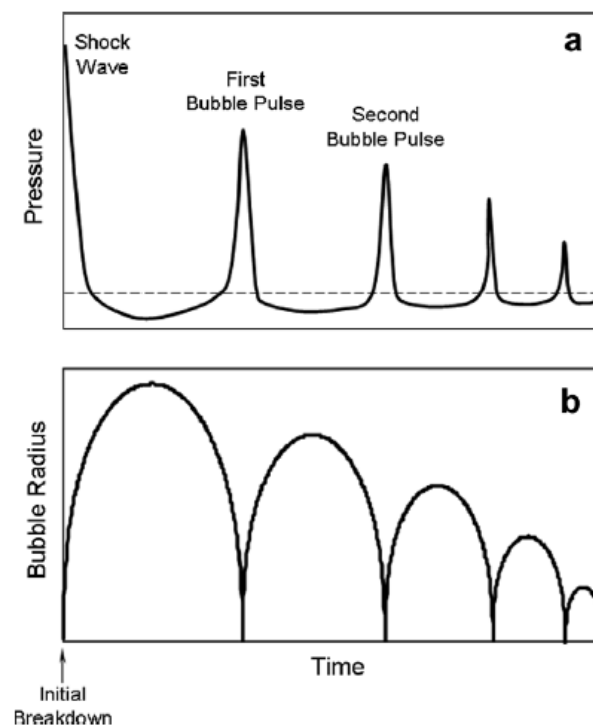 a
Shock
Wave
First
Bubble Pulse
Second
Bubble Pulse
Pressure
b
Bubble Radius
Time
Initial
Breakdown